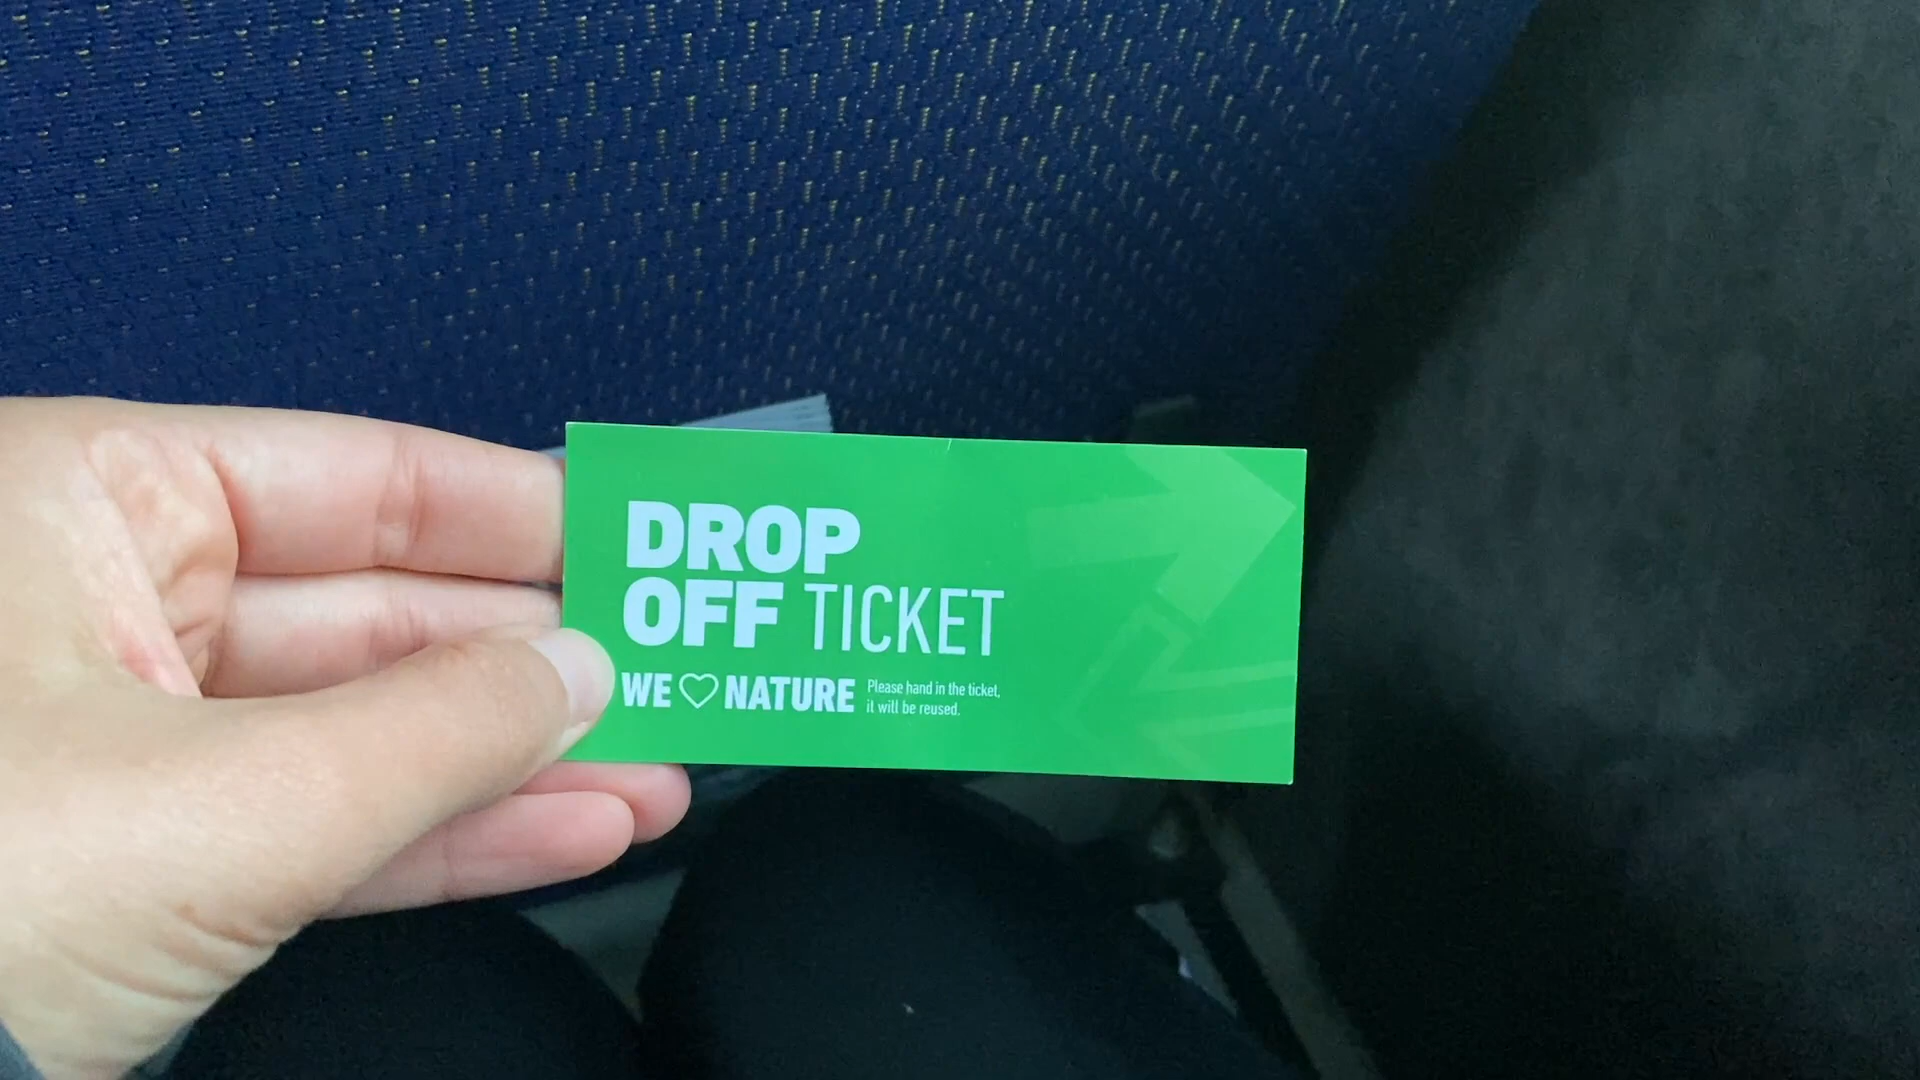 DROP
OFF TICKET
WE ♡ NATURE
Please hand in the ticket,
it will be reused.